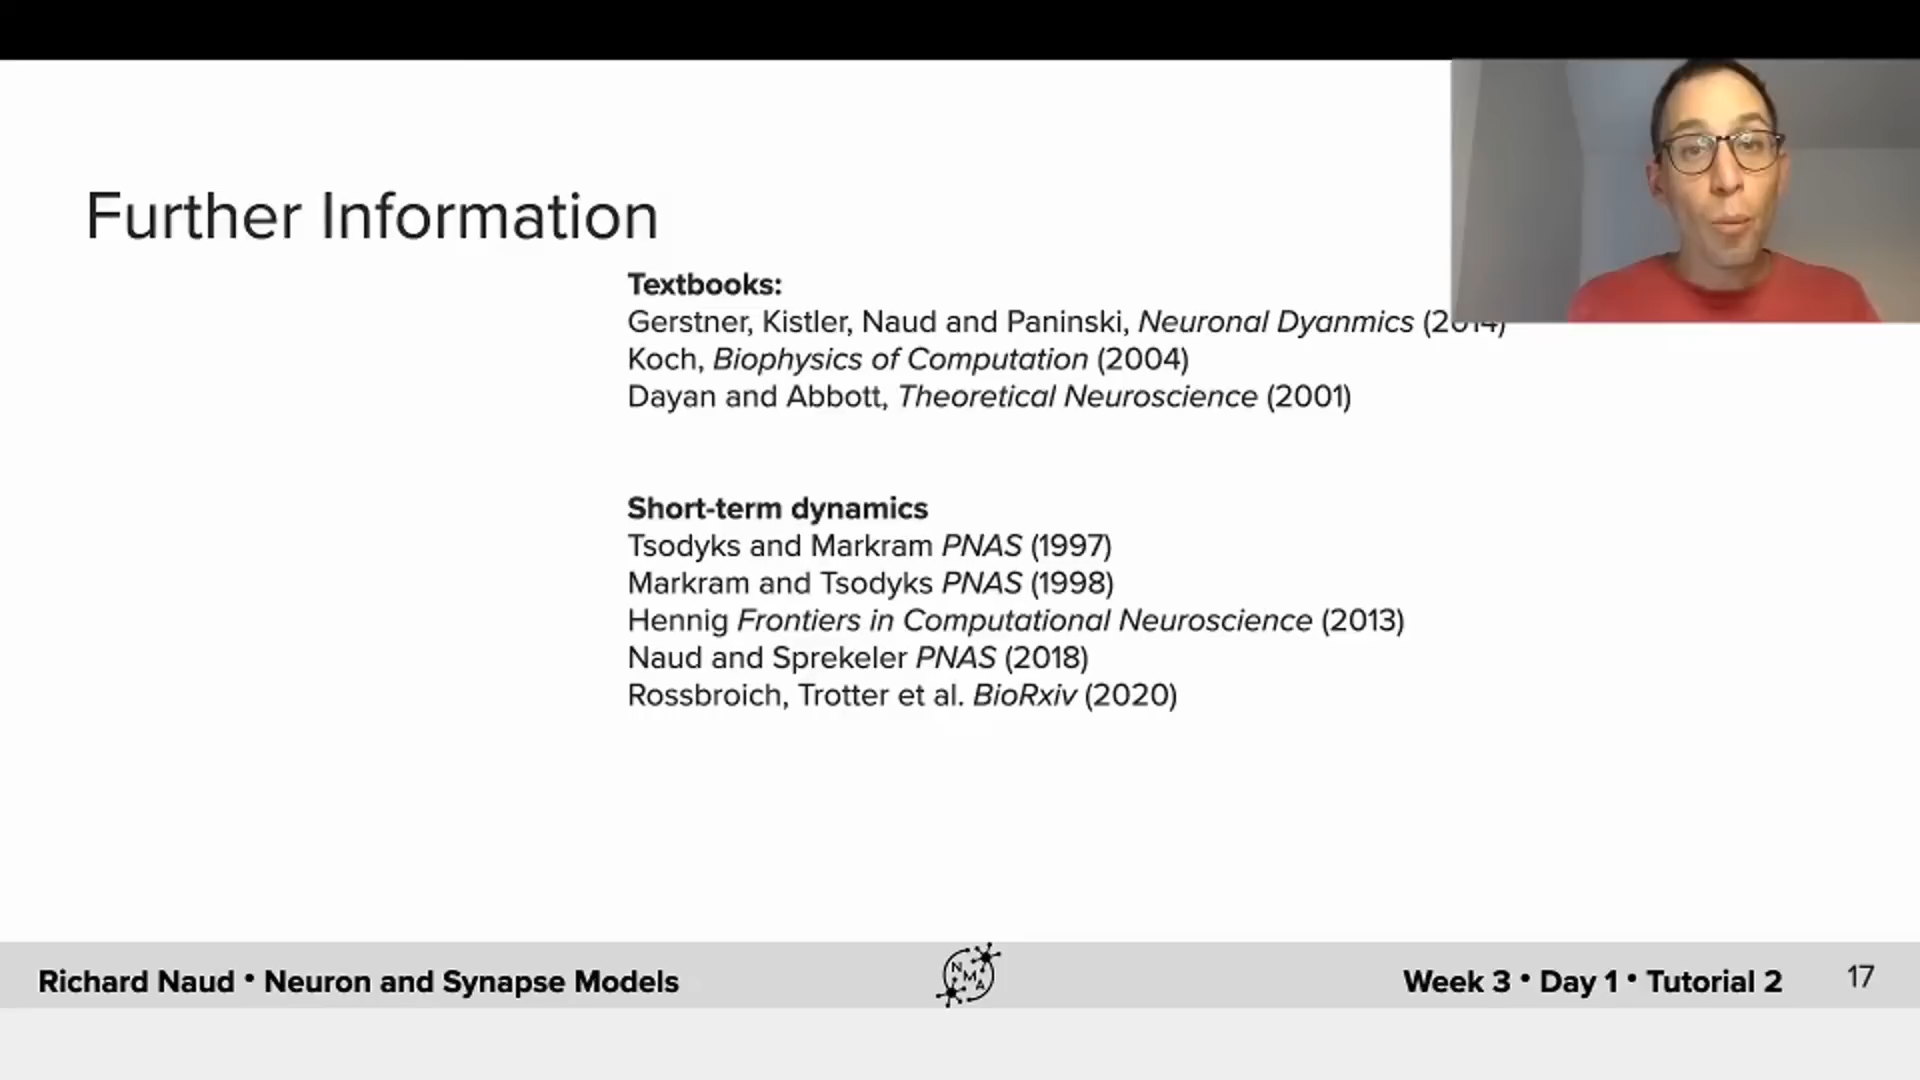 Further Information
Textbooks:
Gerstner, Kistler, Naud and Paninski, Neuronal Dyanmics (2014)
Koch, Biophysics of Computation (2004)
Dayan and Abbott, Theoretical Neuroscience (2001)
Short-term dynamics
Tsodyks and Markram PNAS (1997)
Markram and Tsodyks PNAS (1998)
Hennig Frontiers in Computational Neuroscience (2013)
Naud and Sprekeler PNAS (2018)
Rossbroich, Trotter et al. BioRxiv (2020)
Richard Naud • Neuron and Synapse Models
N
M
A
Week 3 • Day 1 • Tutorial 2
17